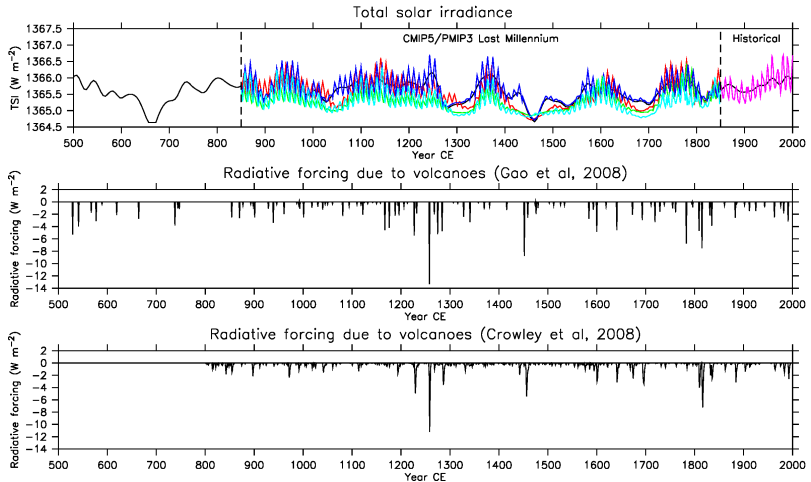 Total solar irradiance
1367.5
1367.0
1366.5
1366.0
1365.5
1365.0
1364.5
TSI (W m−2)
CMIP5/PMIP3 Last Millennium
Historical
500 600 700 800 900 1000 1100 1200 1300 1400 1500 1600 1700 1800 1900 2000
Year CE
Radiative forcing due to volcanoes (Gao et al, 2008)
2
0
−2
−4
−6
−8
−10
−12
−14
Radiative forcing (W m−2)
500 600 700 800 900 1000 1100 1200 1300 1400 1500 1600 1700 1800 1900 2000
Year CE
Radiative forcing due to volcanoes (Crowley et al, 2008)
2
0
−2
−4
−6
−8
−10
−12
−14
Radiative forcing (W m−2)
500 600 700 800 900 1000 1100 1200 1300 1400 1500 1600 1700 1800 1900 2000
Year CE